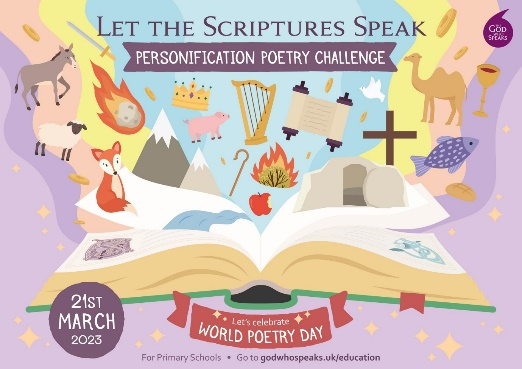 LET THE SCRIPTURES SPEAK
THE
GOD
WHO
SPEAKS
PERSONIFICATION POETRY CHALLENGE
21ST
MARCH
2023
Let's celebrate
WORLD POETRY DAY
For Primary Schools • Go to godwhospeaks.uk/education